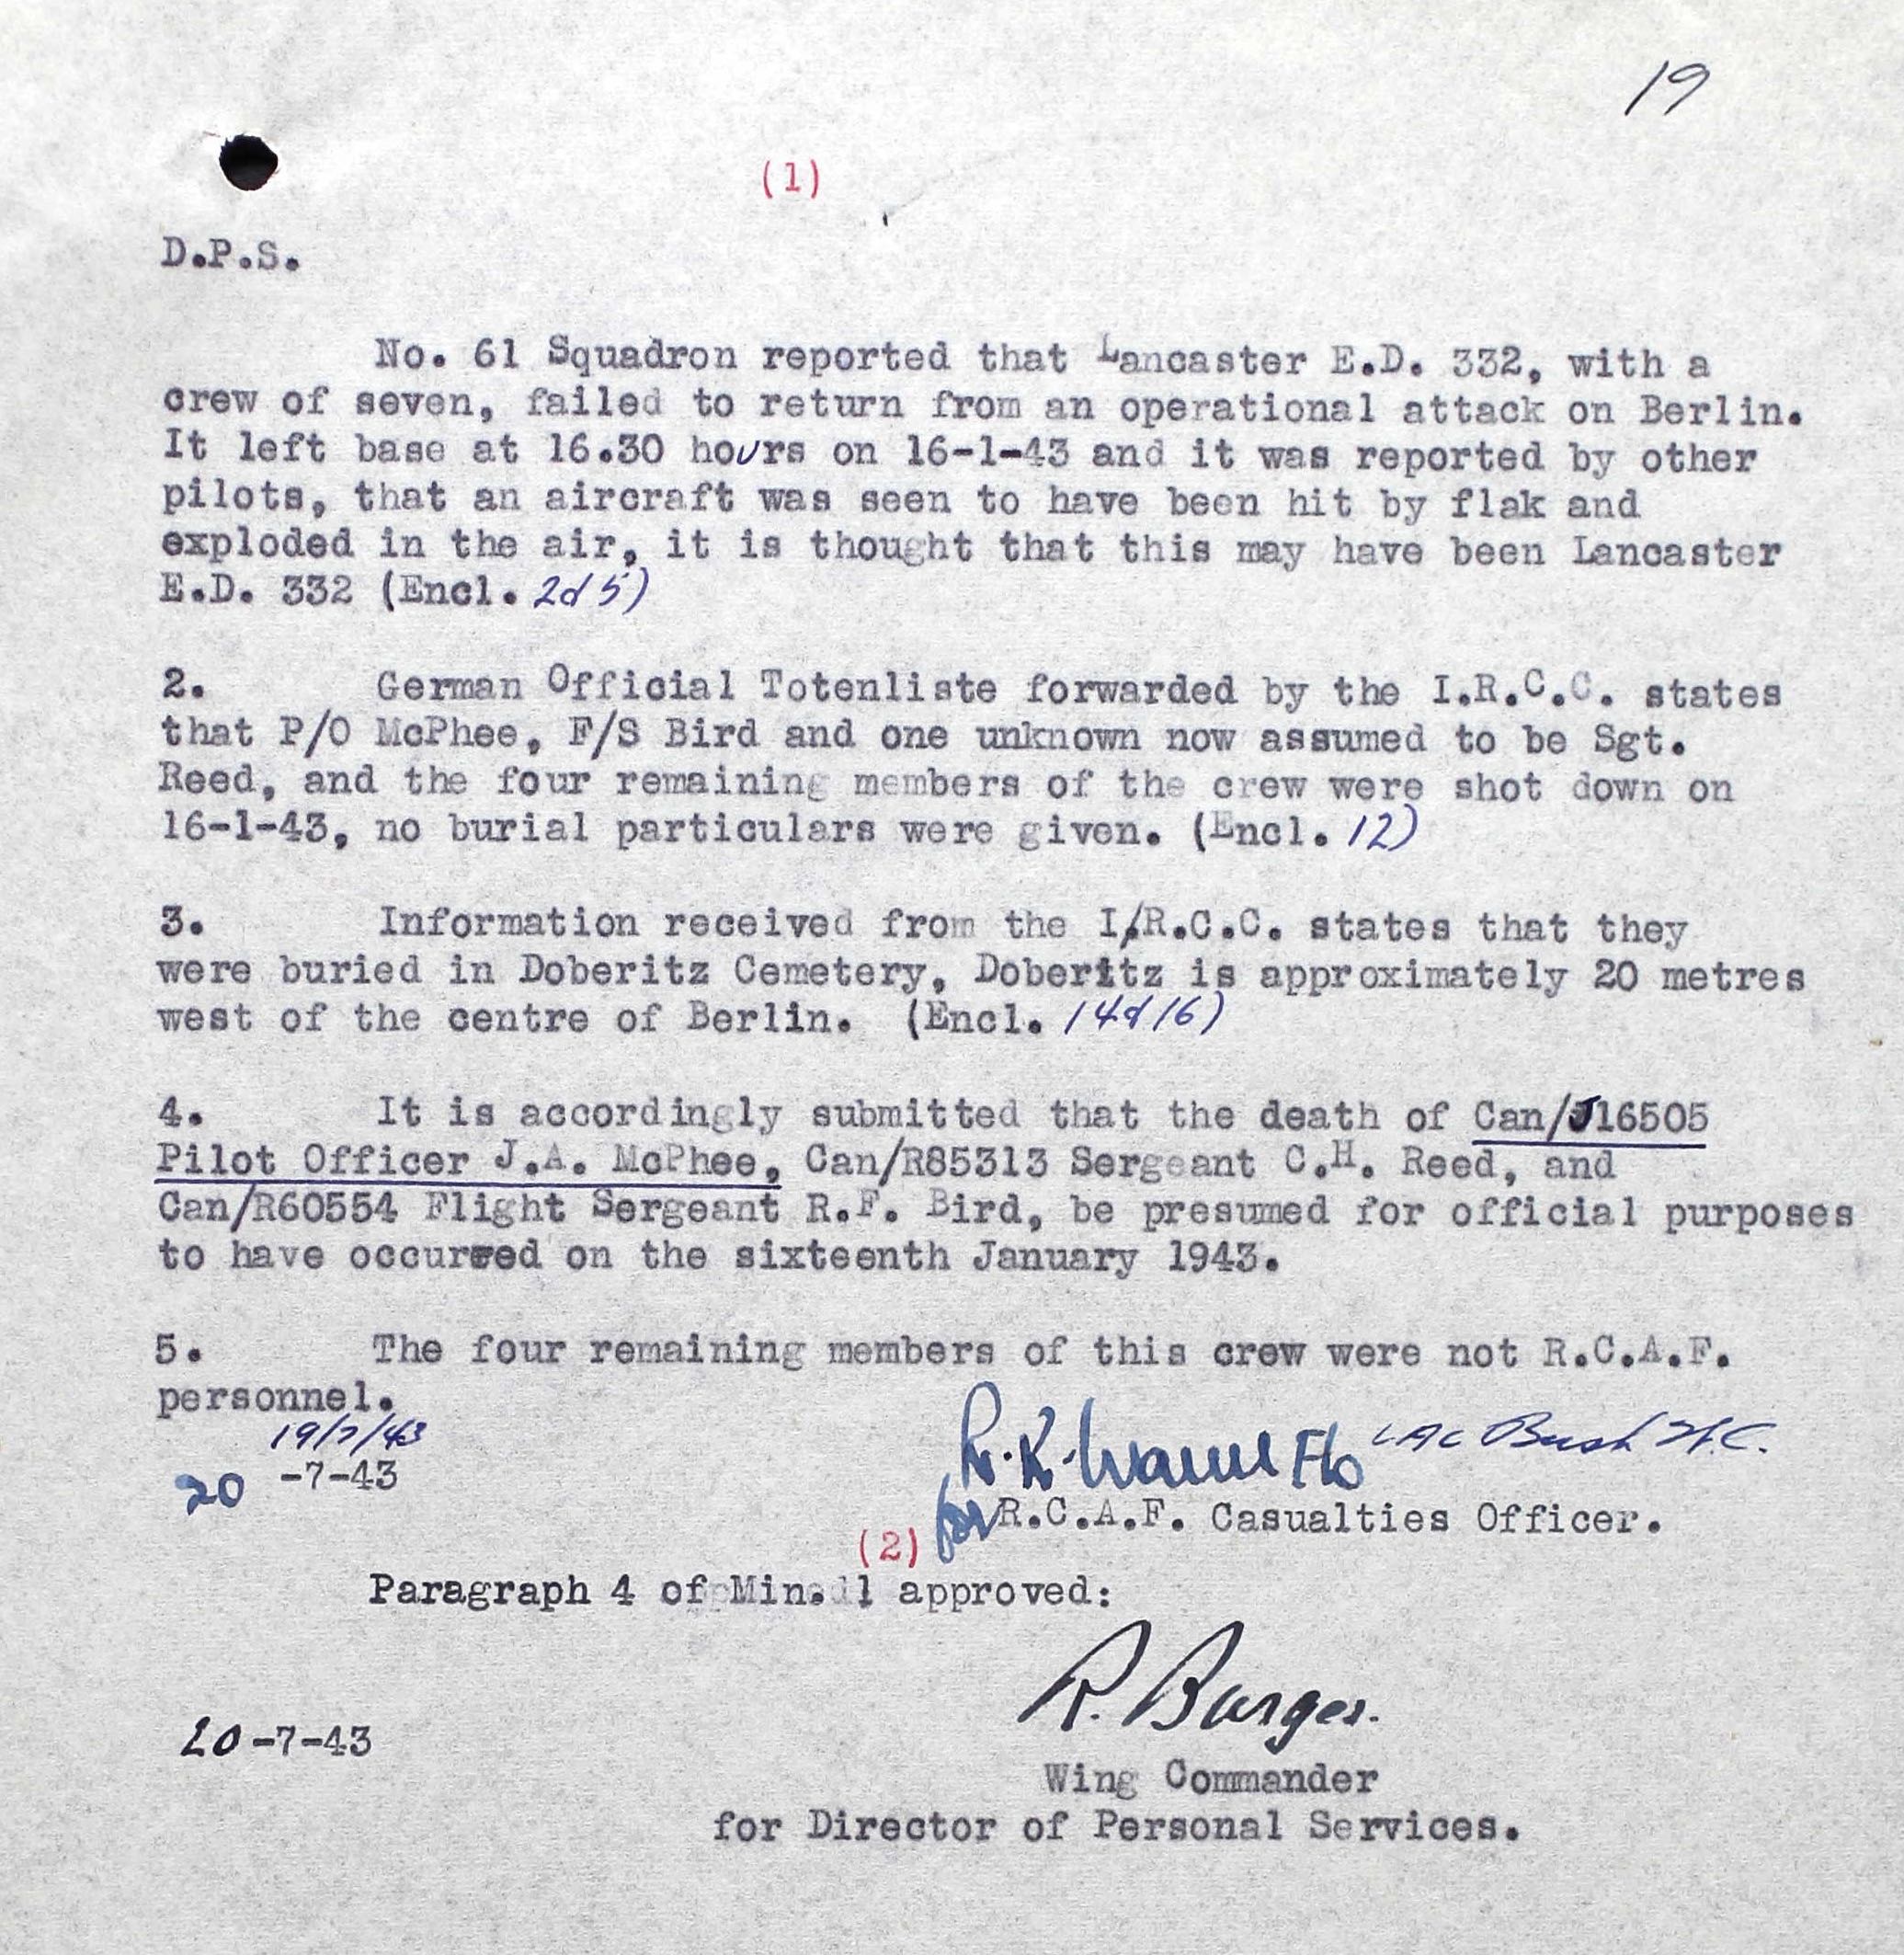 19
(1)
D.P.S.
No. 61 Squadron reported that Lancaster E.D. 332, with a
crew of seven, failed to return from an operational attack on Berlin.
It left base at 16.30 hours on 16-1-43 and it was reported by other
pilots, that an aircraft was seen to have been hit by flak and
exploded in the air, it is thought that this may have been Lancaster
E.D. 332 (Encl. 2d 5)
2. German Official Totenliste forwarded by the I.R.C.C. states
that P/O McPhee, F/S Bird and one unknown now assumed to be Sgt.
Reed, and the four remaining members of the crew were shot down on
16-1-43, no burial particulars were given. (Encl. 12)
3. Information received from the I.R.C.C. states that they
were buried in Doberitz Cemetery, Doberitz is approximately 20 metres
west of the centre of Berlin. (Encl. 14d 16)
4. It is accordingly submitted that the death of Can/J16505
Pilot Officer J.A. McPhee, Can/R85313 Sergeant C.H. Reed, and
Can/R60554 Flight Sergeant R.F. Bird, be presumed for official purposes
to have occurred on the sixteenth January 1943.
5. The four remaining members of this crew were not R.C.A.F.
personnel.
19/7/43
20 -7-43
R.K. F/O LAC Bush
for R.C.A.F. Casualties Officer.
(2)
Paragraph 4 of Min. 1 approved:
R. Burges.
20-7-43
Wing Commander
for Director of Personal Services.